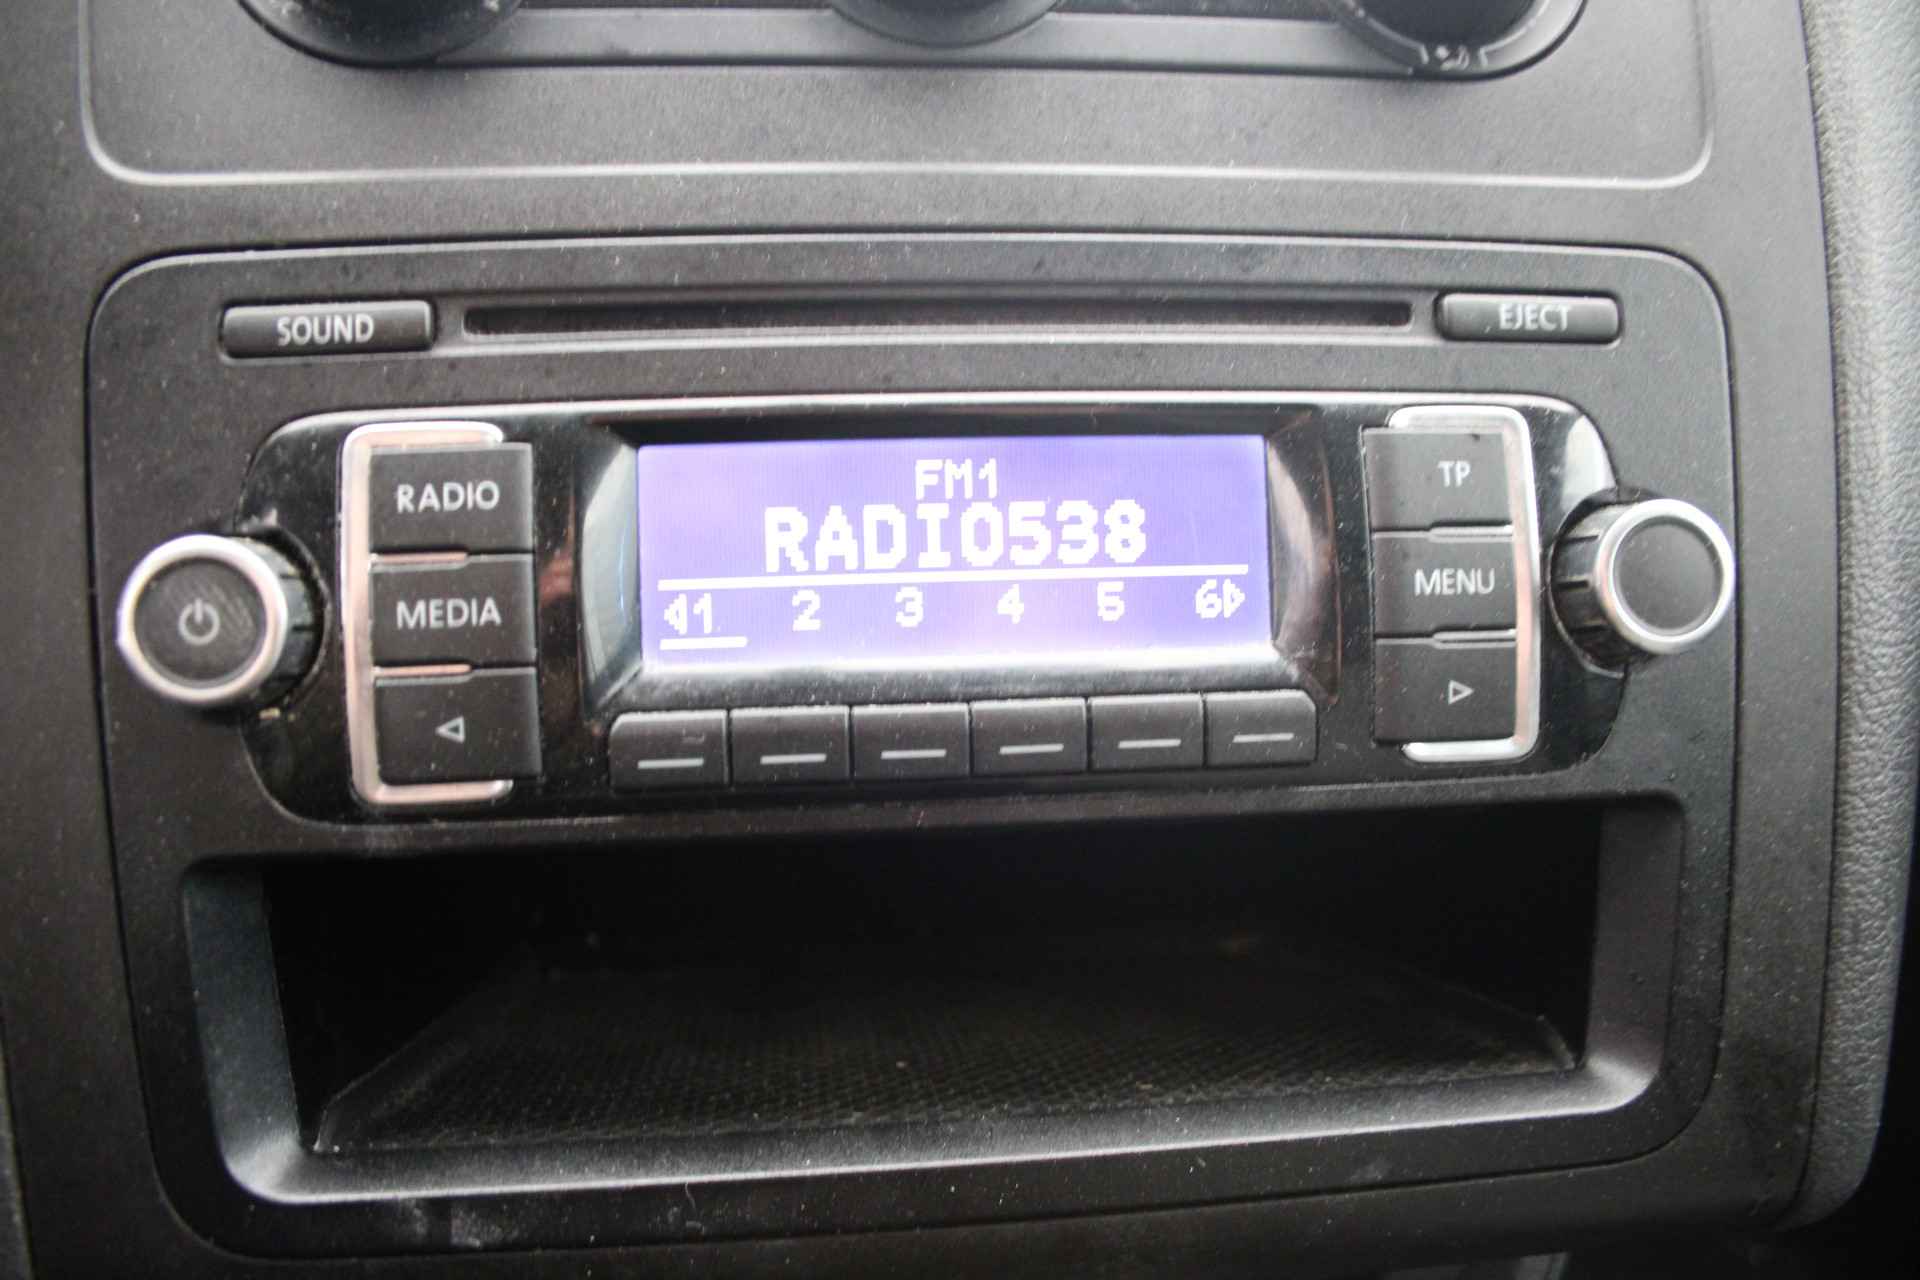 SOUND
EJECT
RADIO
MEDIA
FM1
RADIO538
1 2 3 4 5 6
TP
MENU